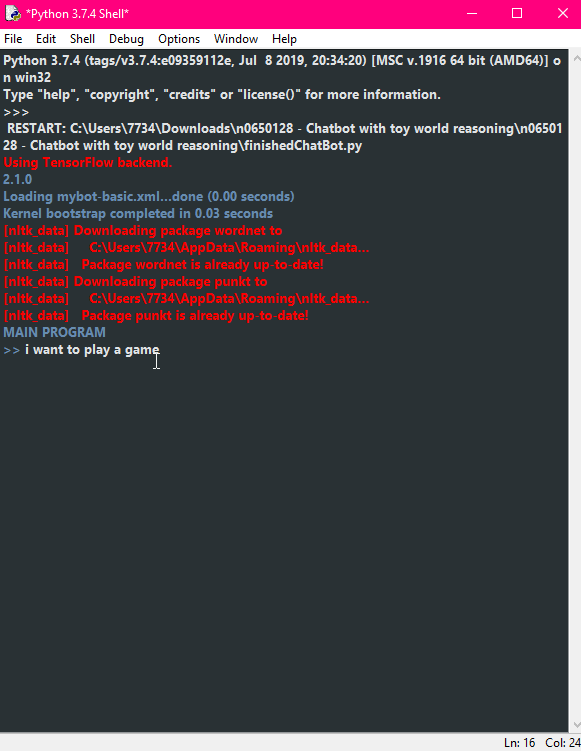 *Python 3.7.4 Shell*
File Edit Shell Debug Options Window Help
Python 3.7.4 (tags/v3.7.4:e09359112e, Jul  8 2019, 20:34:20) [MSC v.1916 64 bit (AMD64)] o
n win32
Type "help", "copyright", "credits" or "license()" for more information.
>>>
 RESTART: C:\Users\7734\Downloads\n0650128 - Chatbot with toy world reasoning\n06501
28 - Chatbot with toy world reasoning\finishedChatBot.py
Using TensorFlow backend.
2.1.0
Loading mybot-basic.xml...done (0.00 seconds)
Kernel bootstrap completed in 0.03 seconds
[nltk_data] Downloading package wordnet to
[nltk_data]     C:\Users\7734\AppData\Roaming\nltk_data...
[nltk_data]   Package wordnet is already up-to-date!
[nltk_data] Downloading package punkt to
[nltk_data]     C:\Users\7734\AppData\Roaming\nltk_data...
[nltk_data]   Package punkt is already up-to-date!
MAIN PROGRAM
>> i want to play a game
Ln: 16 Col: 24